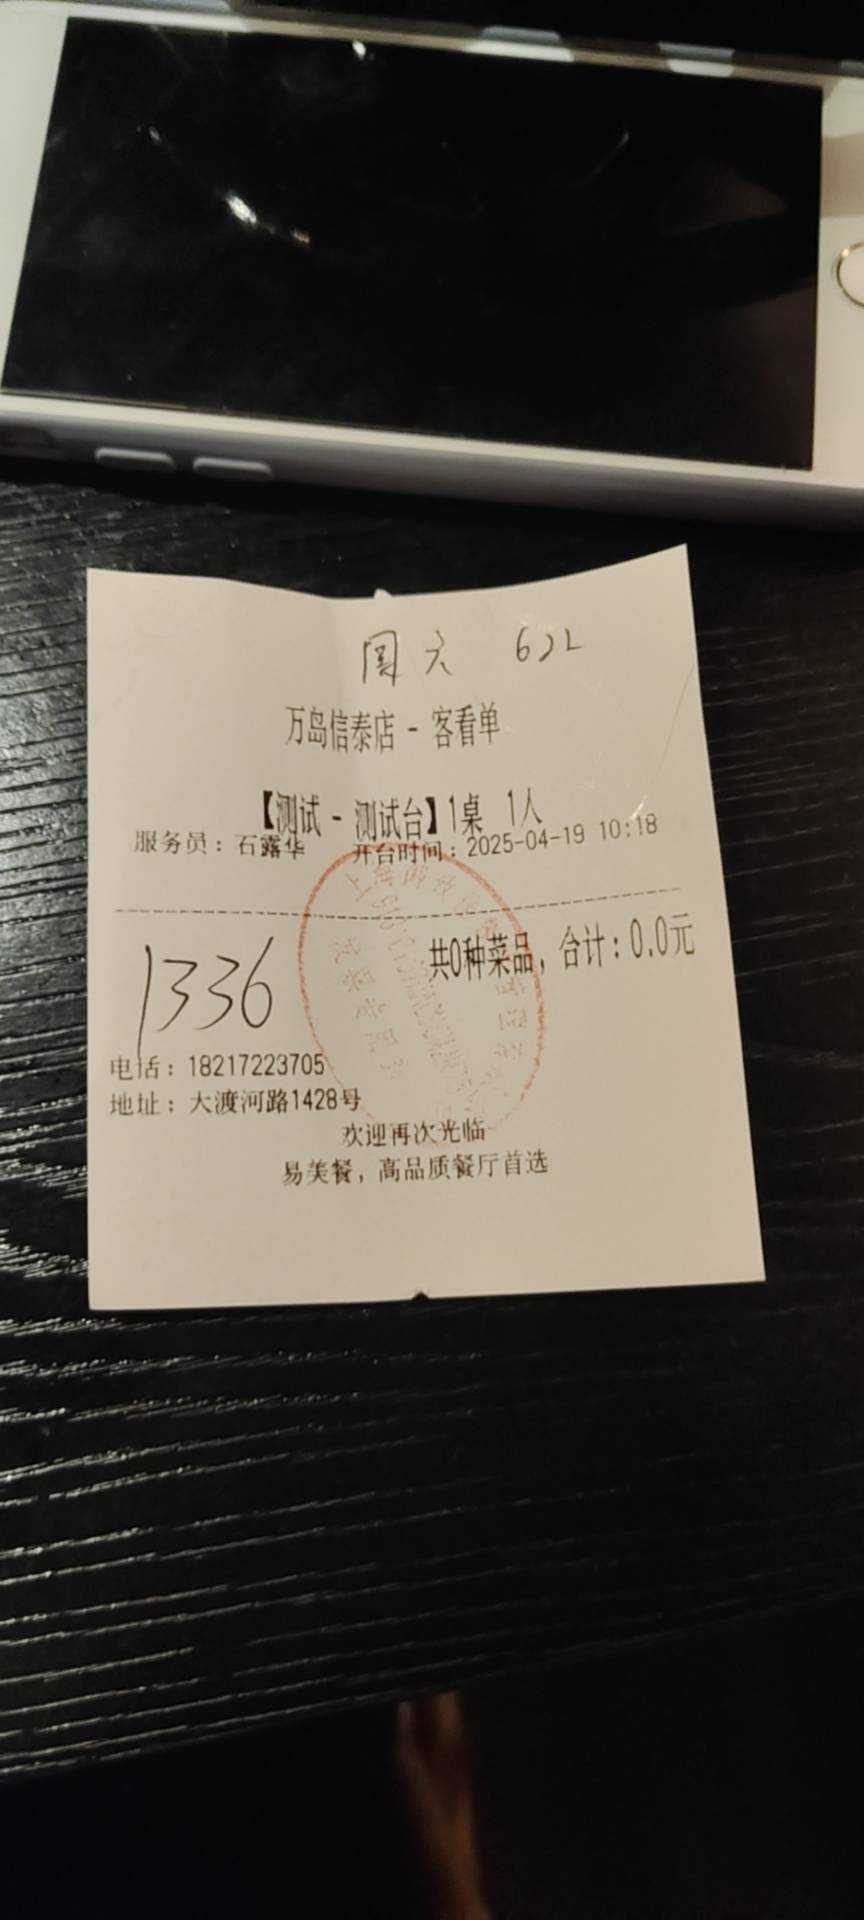 周六 622
万岛信泰店 - 客看单
【测试 - 测试台】1桌 1人
服务员：石露华 开台时间：2025-04-19 10:18
共0种菜品，合计：0.0元
1336
电话：18217223705
地址：大渡河路1428号
欢迎再次光临
易美餐，高品质餐厅首选